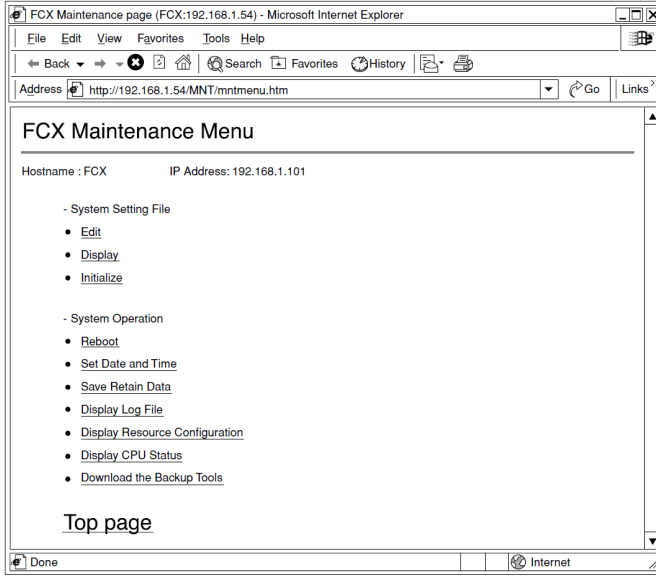 FCX Maintenance page (FCX:192.168.1.54) - Microsoft Internet Explorer
File Edit View Favorites Tools Help
Back Search Favorites History
Address http://192.168.1.54/MNT/mntmenu.htm Go Links
FCX Maintenance Menu
Hostname : FCX IP Address: 192.168.1.101
- System Setting File
• Edit
• Display
• Initialize
- System Operation
• Reboot
• Set Date and Time
• Save Retain Data
• Display Log File
• Display Resource Configuration
• Display CPU Status
• Download the Backup Tools
Top page
Done Internet